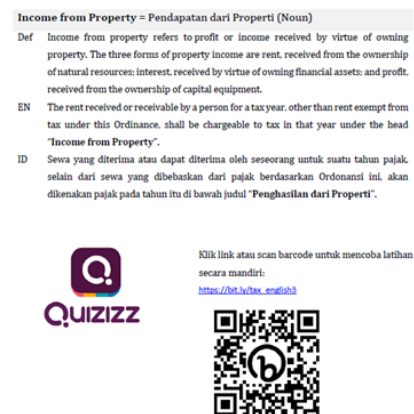 Income from Property = Pendapatan dari Properti (Noun)
Def Income from property refers to profit or income received by virtue of owning
property. The three forms of property income are rent, received from the ownership
of natural resources; interest, received by virtue of owning financial assets; and profit,
received from the ownership of capital equipment.
EN The rent received or receivable by a person for a tax year, other than rent exempt from
tax under this Ordinance, shall be chargeable to tax in that year under the head
“Income from Property”.
ID Sewa yang diterima atau dapat diterima oleh seseorang untuk suatu tahun pajak,
selain dari sewa yang dibebaskan dari pajak berdasarkan Ordonansi ini, akan
dikenakan pajak pada tahun itu di bawah judul “Penghasilan dari Properti”.
Klik link atau scan barcode untuk mencoba latihan
secara mandiri:
https://bit.ly/tax_english3
Q
QUIZIZZ
b